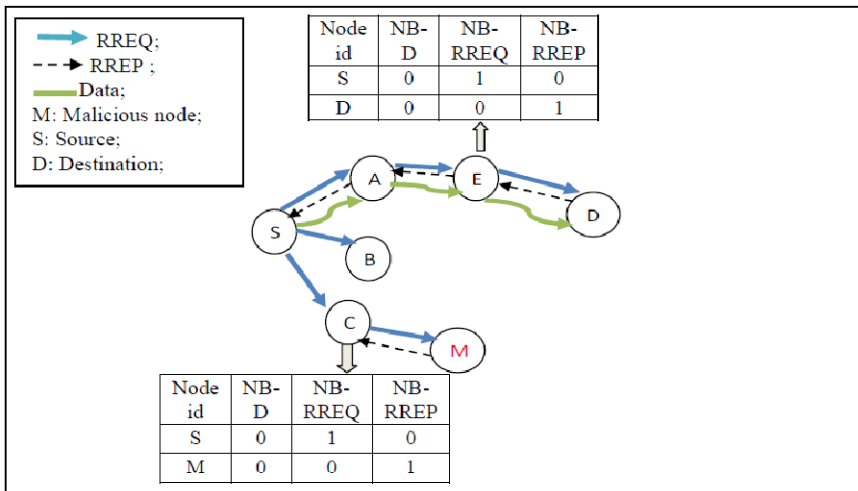 RREQ;
RREP ;
Data;
M: Malicious node;
S: Source;
D: Destination;
Node id NB-D NB-RREQ NB-RREP
S 0 1 0
D 0 0 1
A
E
D
S
B
C
M
Node id NB-D NB-RREQ NB-RREP
S 0 1 0
M 0 0 1